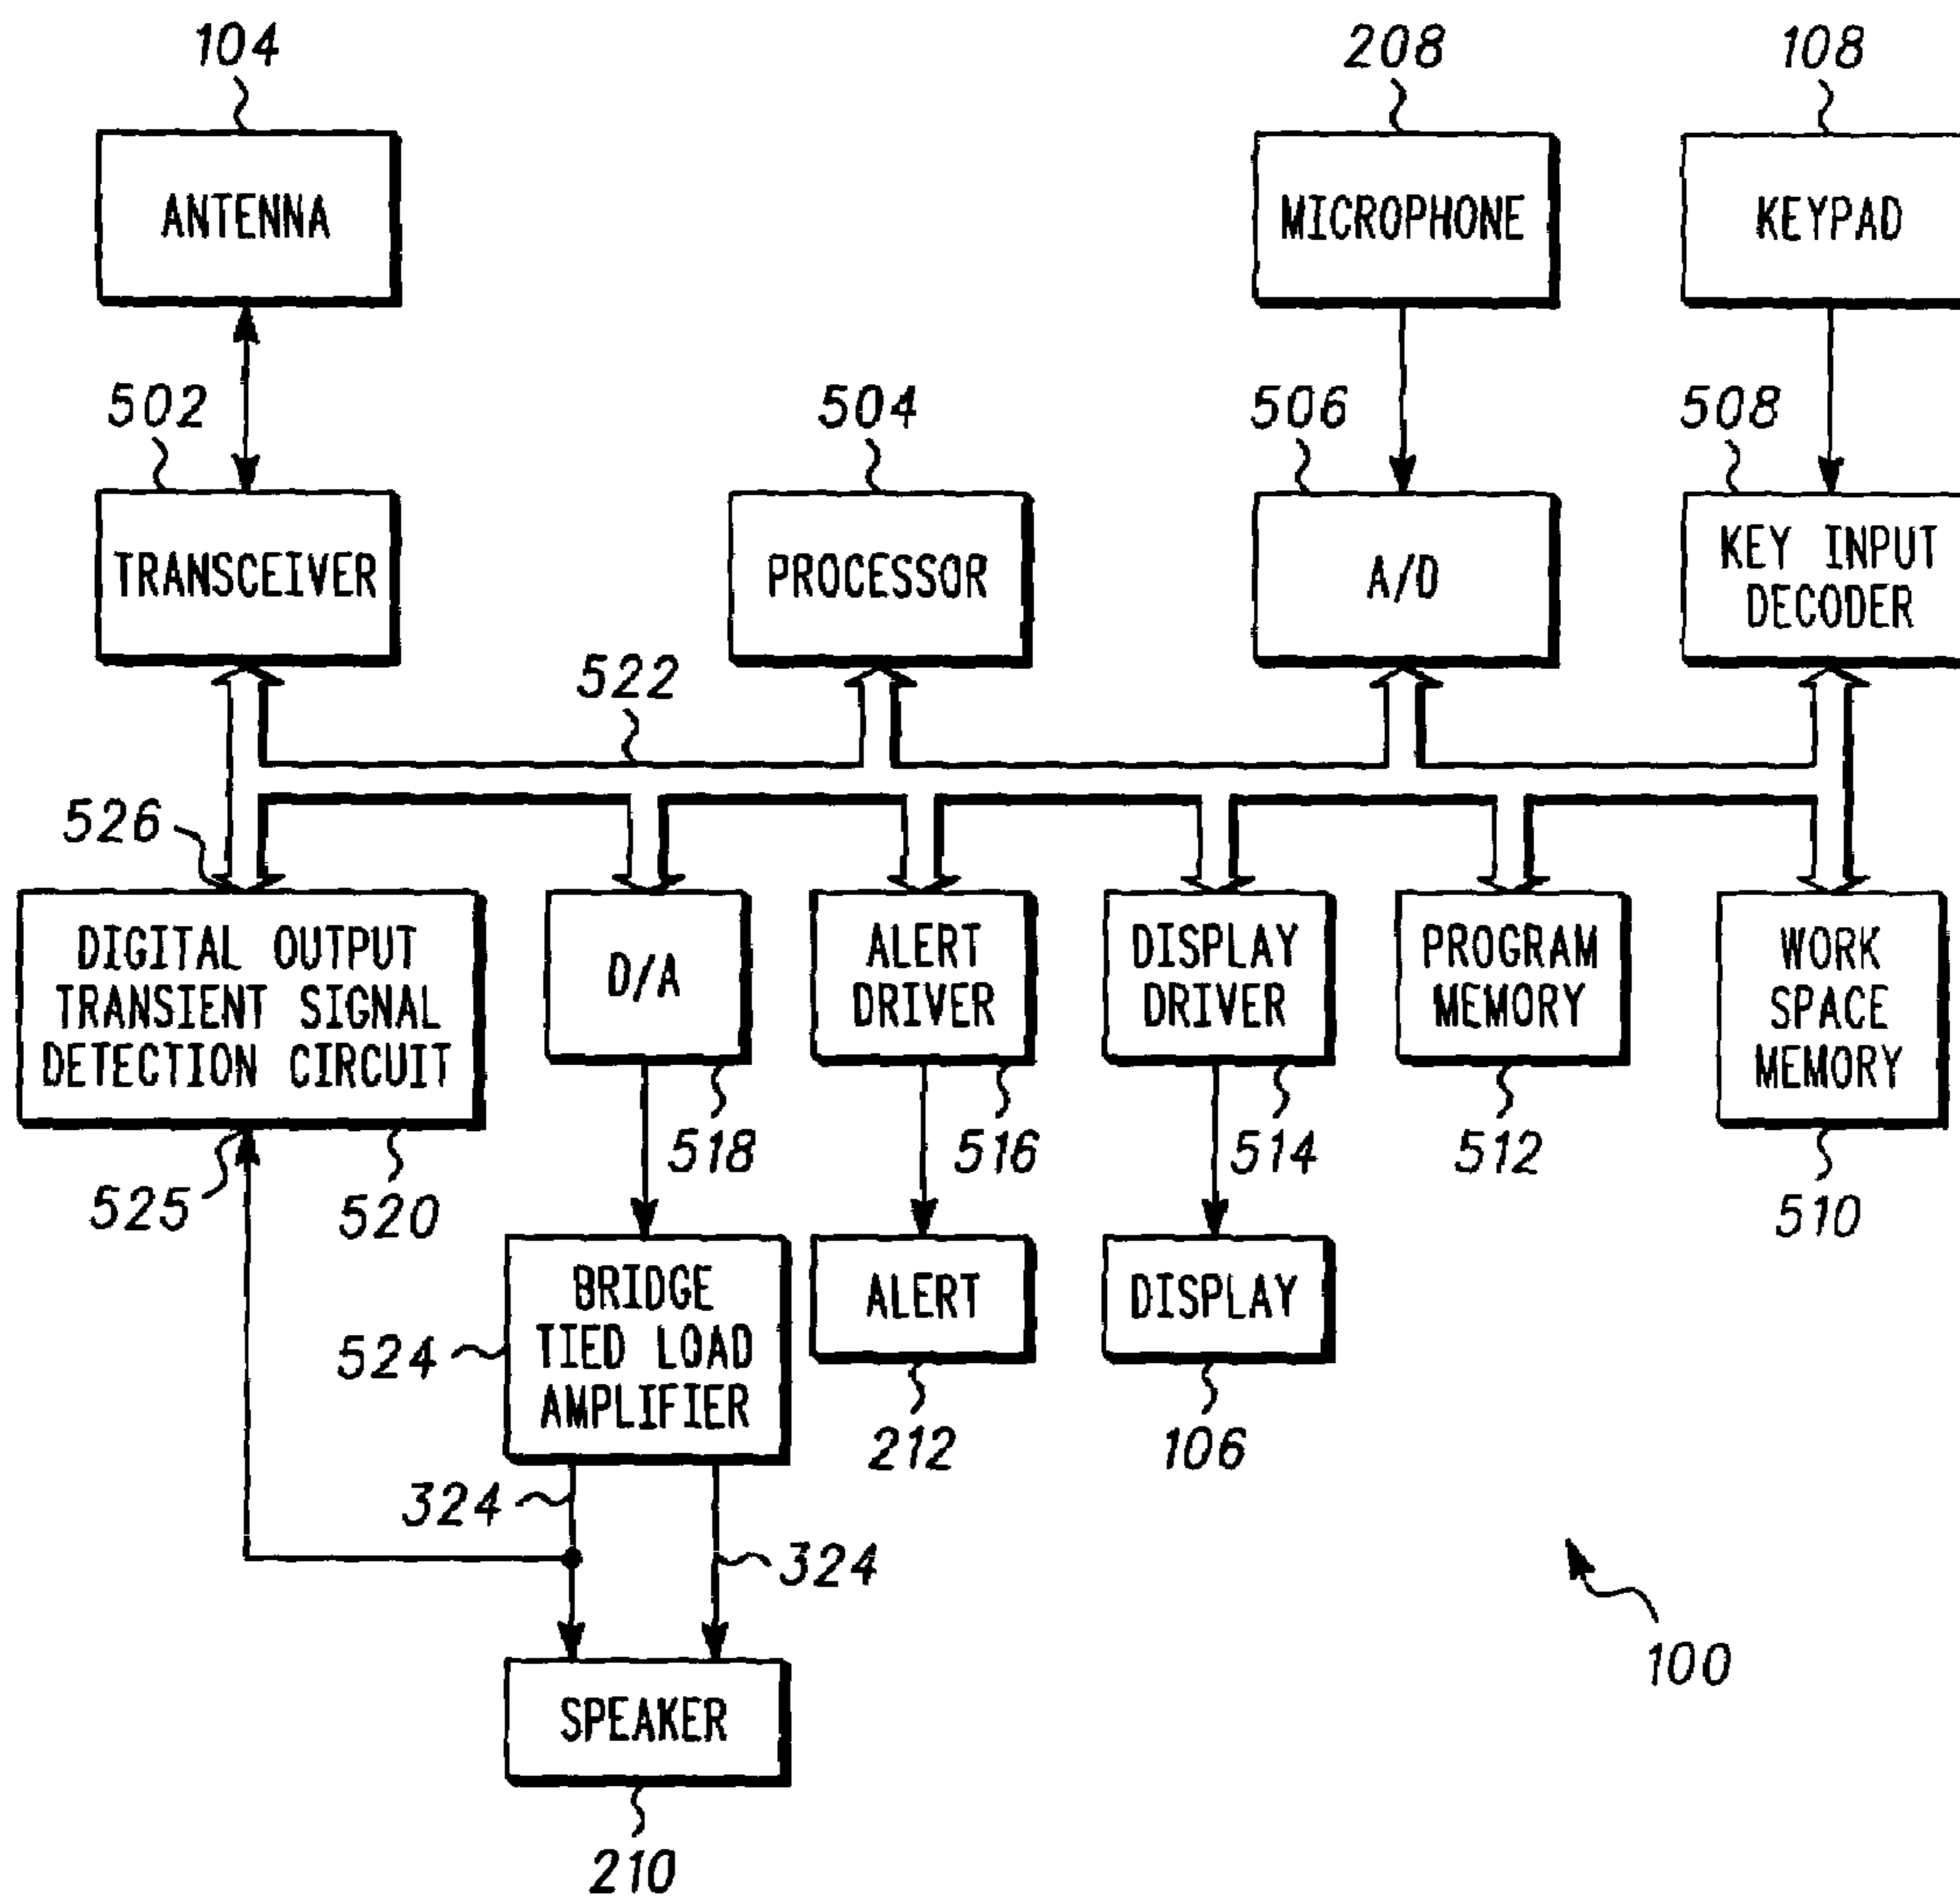 104
208
108
ANTENNA
MICROPHONE
KEYPAD
502
504
506
508
TRANSCEIVER
PROCESSOR
A/D
KEY INPUT
DECODER
522
526
DIGITAL OUTPUT
TRANSIENT SIGNAL
DETECTION CIRCUIT
D/A
ALERT
DRIVER
DISPLAY
DRIVER
PROGRAM
MEMORY
WORK
SPACE
MEMORY
525
520
518
516
514
512
510
BRIDGE
TIED LOAD
AMPLIFIER
524
ALERT
DISPLAY
212
106
324
324
SPEAKER
100
210